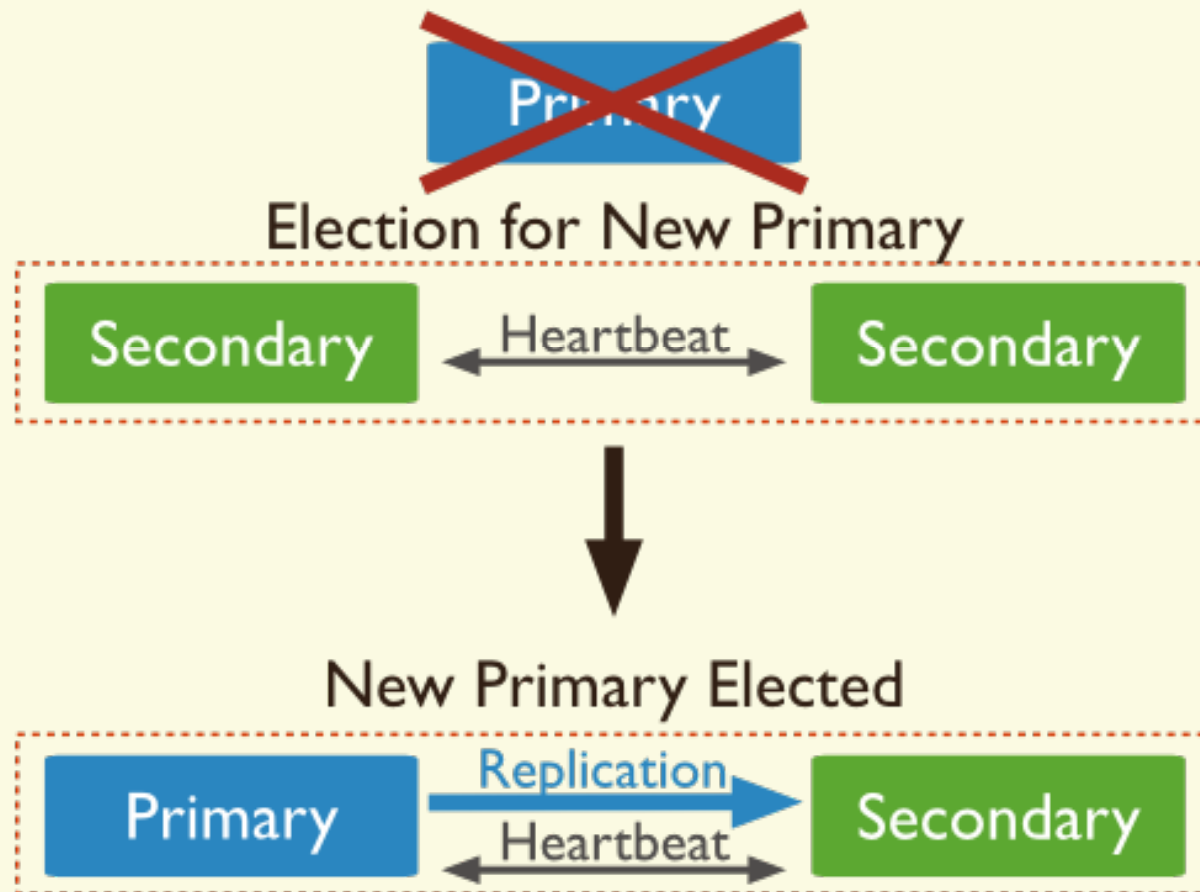 Primary
Election for New Primary
Secondary Heartbeat Secondary
New Primary Elected
Replication
Primary Secondary
Heartbeat